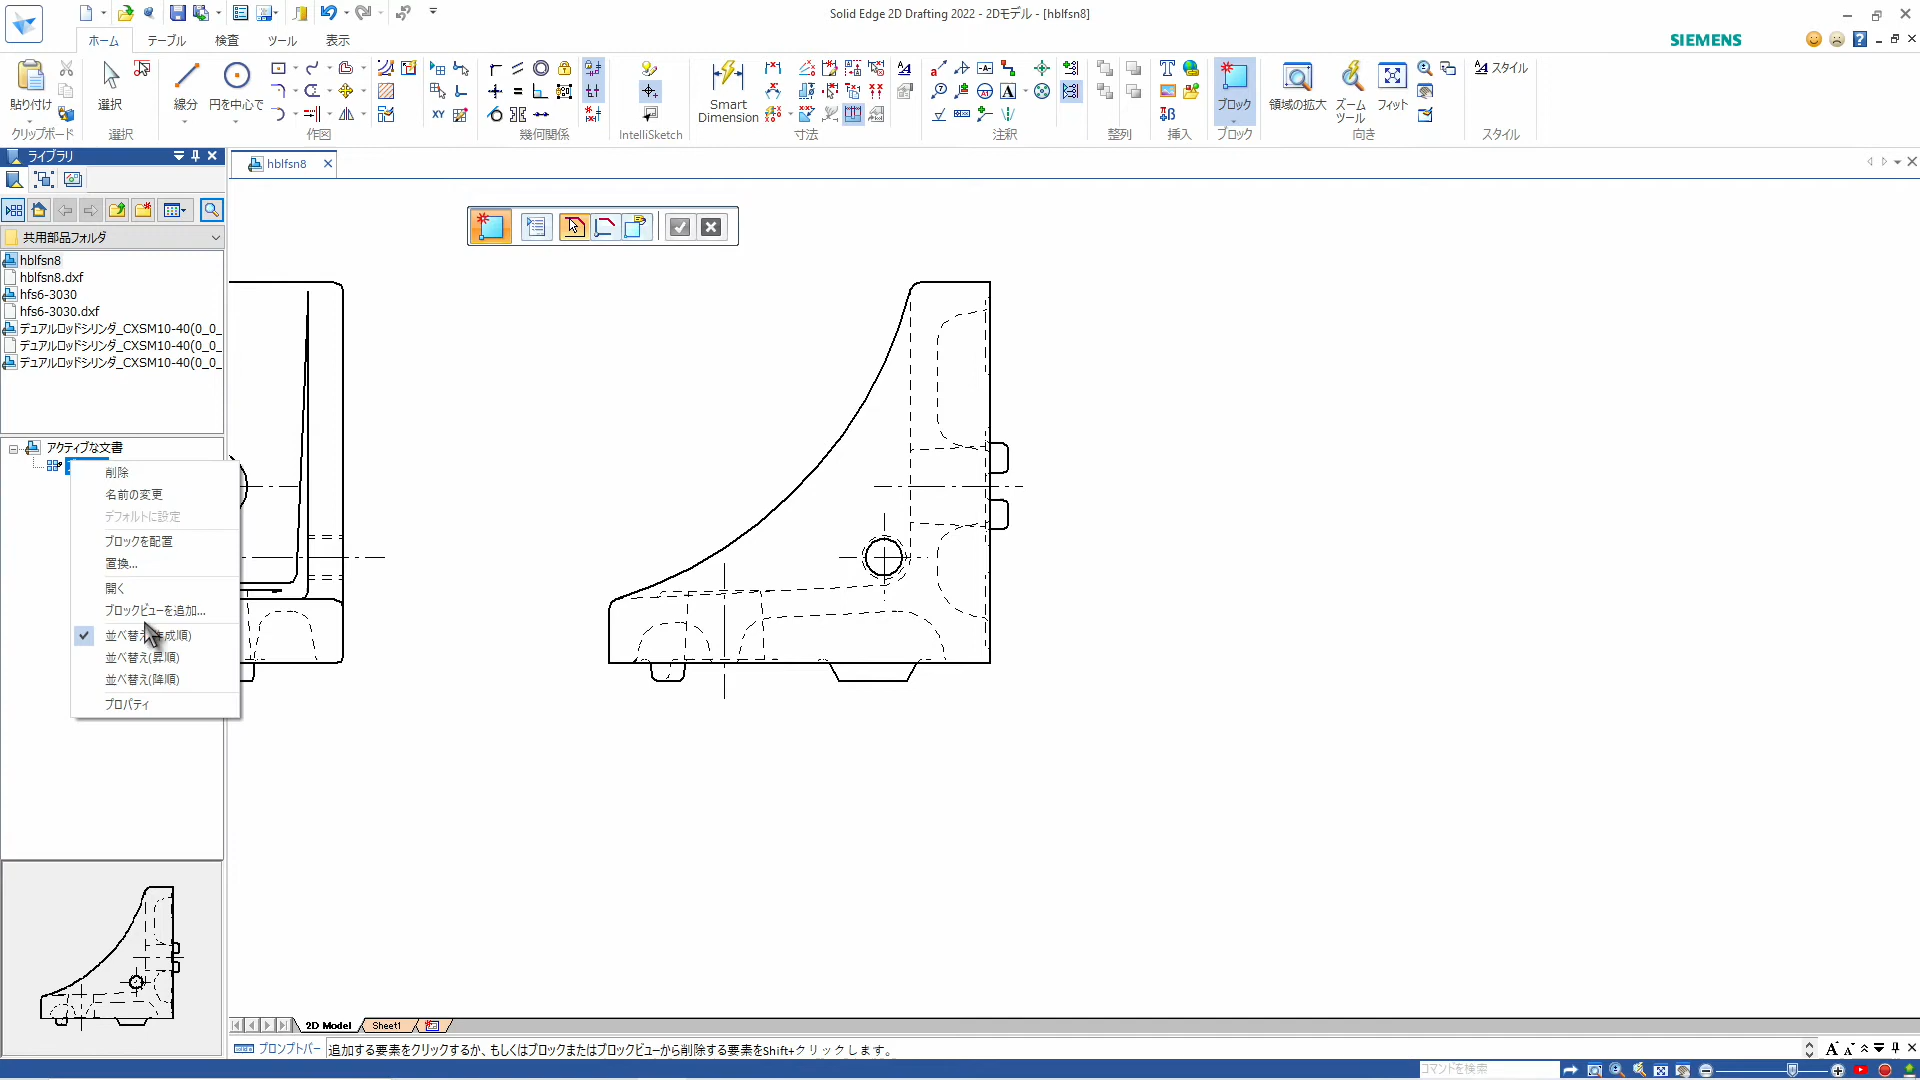 Solid Edge 2D Drafting 2022 - 2Dモデル - [hblfsn8]
ホーム テーブル 検査 ツール 表示
SIEMENS
貼り付け 選択 線分 円を中心で Smart Dimension ブロック 領域の拡大 ズームツール フィット スタイル
クリップボード 選択 作図 幾何関係 IntelliSketch 寸法 注釈 整列 挿入 ブロック 向き スタイル
ライブラリ
hblfsn8
共用部品フォルダ
hblfsn8
hblfsn8.dxf
hfs6-3030
hfs6-3030.dxf
デュアルロッドシリンダ_CXSM10-40(0_0_
デュアルロッドシリンダ_CXSM10-40(0_0_
デュアルロッドシリンダ_CXSM10-40(0_0_
アクティブな文書
削除
名前の変更
デフォルトに設定
ブロックを配置
置換...
開く
ブロックビューを追加...
並べ替え(作成順)
並べ替え(昇順)
並べ替え(降順)
プロパティ
2D Model Sheet1
プロンプトバー 追加する要素をクリックするか、もしくはブロックまたはブロックビューから削除する要素をShift+クリックします。
コマンドを検索